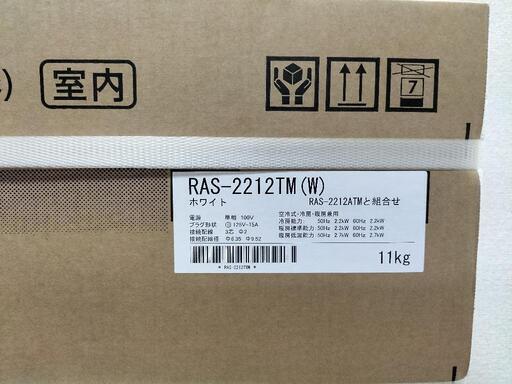 室内
7
RAS-2212TM(W)
ホワイト
RAS-2212ATMと組合せ
電源 単相 100V
プラグ形状 125V-15A
接続配線 3芯 Φ2
接続配線径 Φ6.35 Φ9.52
空冷式・冷房・暖房兼用
冷房能力: 50Hz 2.2kW 60Hz 2.2kW
暖房標準能力: 50Hz 2.2kW 60Hz 2.2kW
暖房低温能力: 50Hz 2.7kW 60Hz 2.7kW
* RAS-2212TM *
11kg